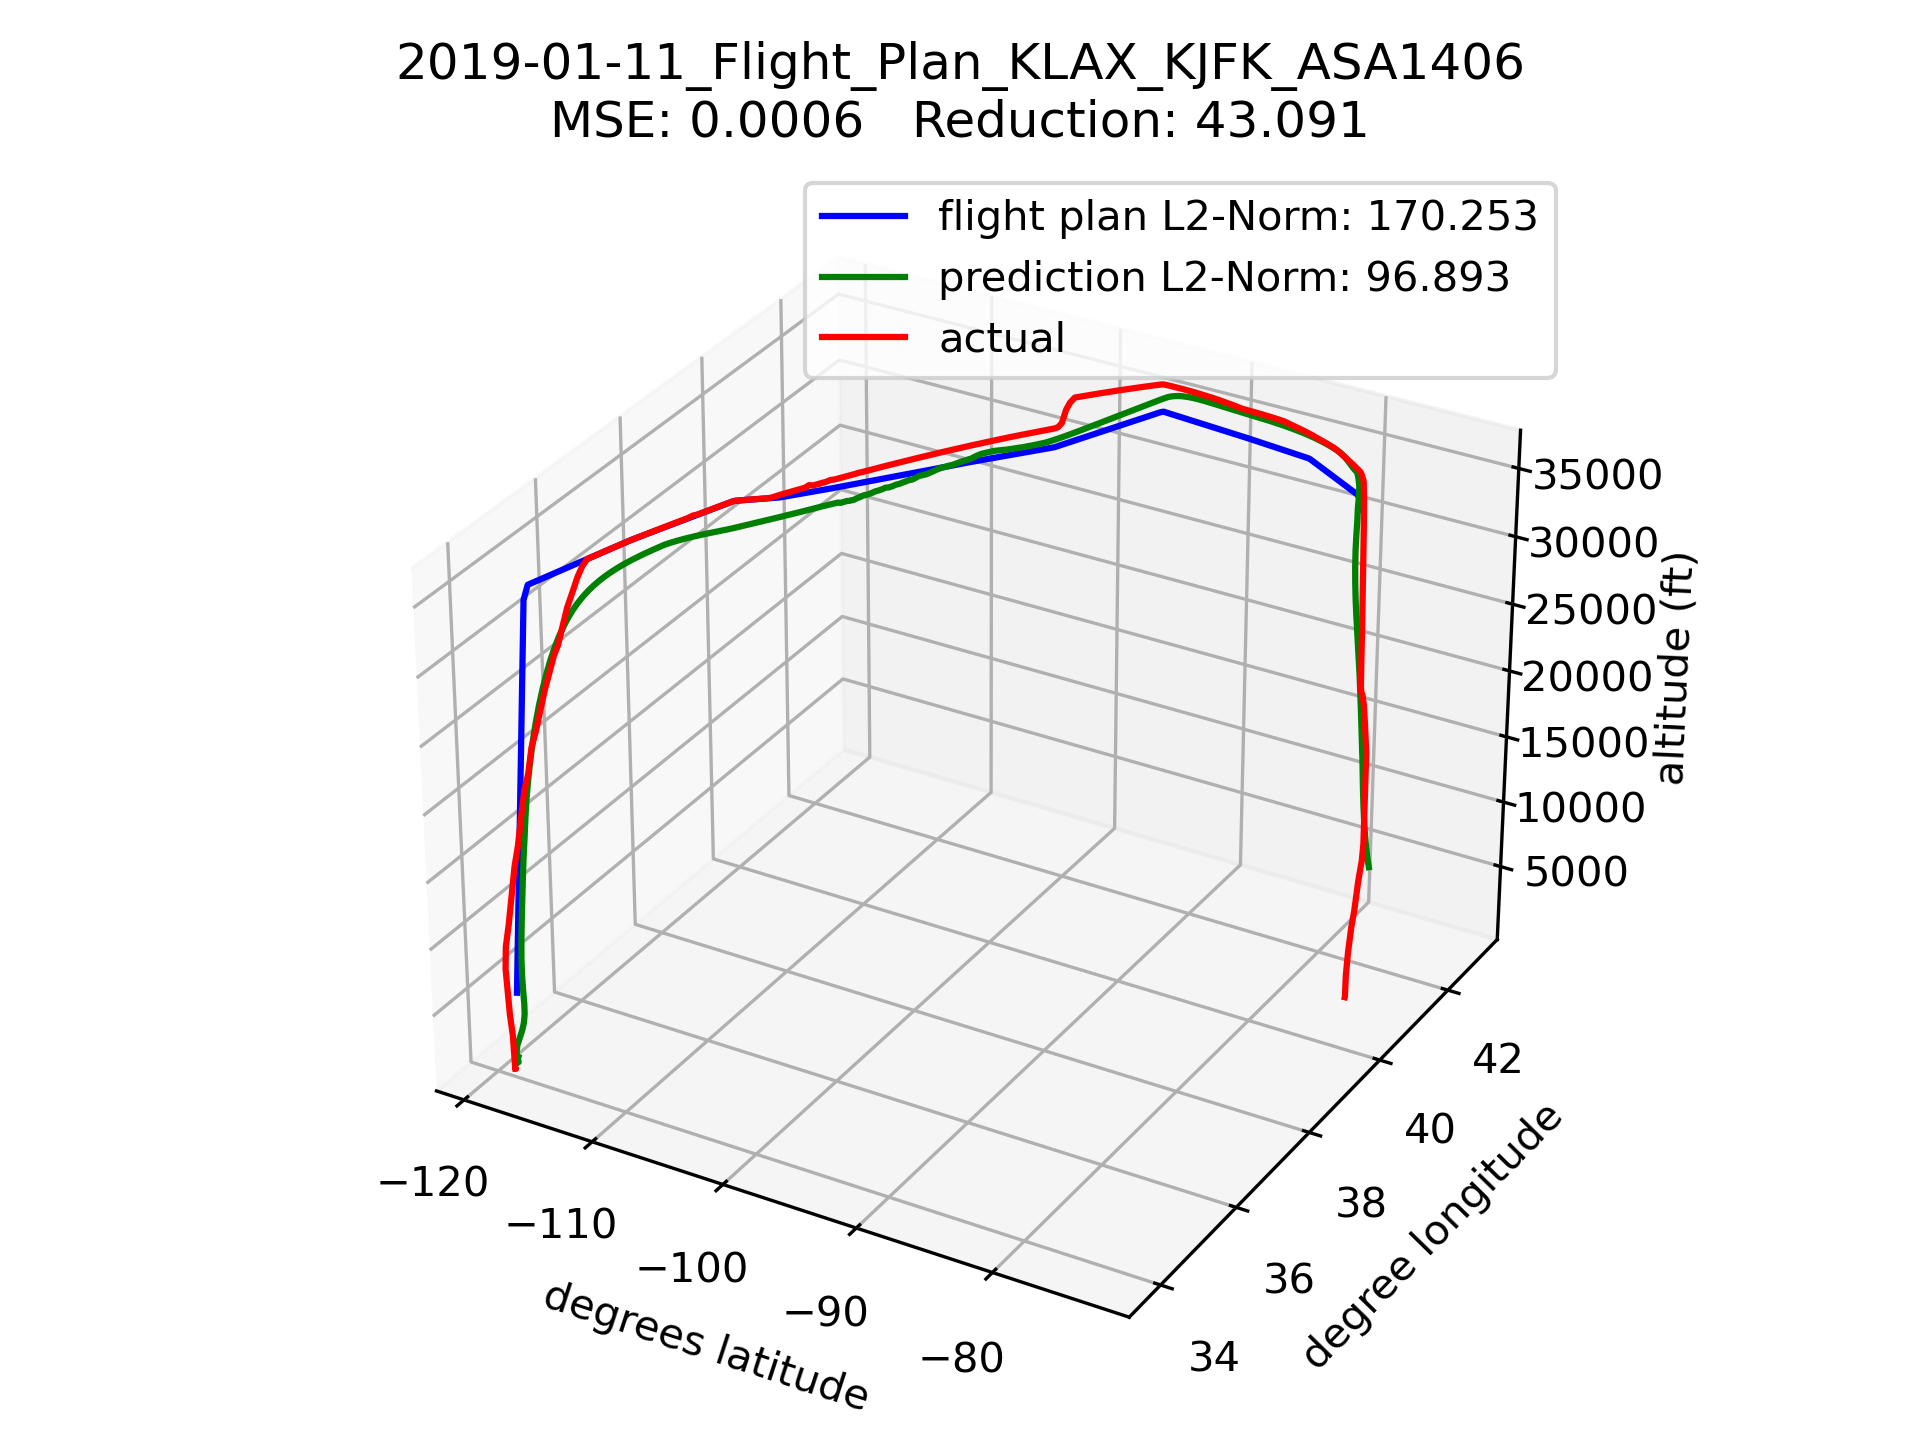 2019-01-11_Flight_Plan_KLAX_KJFK_ASA1406
MSE: 0.0006   Reduction: 43.091
flight plan L2-Norm: 170.253
prediction L2-Norm: 96.893
actual
35000
30000
25000
20000
15000
10000
5000
altitude (ft)
−120
−110
−100
−90
−80
degrees latitude
34
36
38
40
42
degree longitude